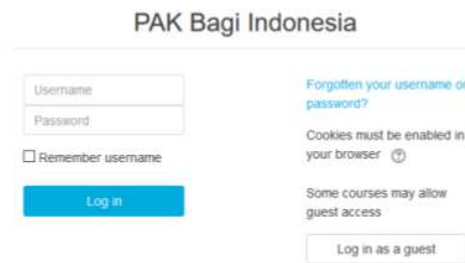 PAK Bagi Indonesia
Username
Password
Remember username
Log in
Forgotten your username or
password?
Cookies must be enabled in
your browser
Some courses may allow
guest access
Log in as a guest